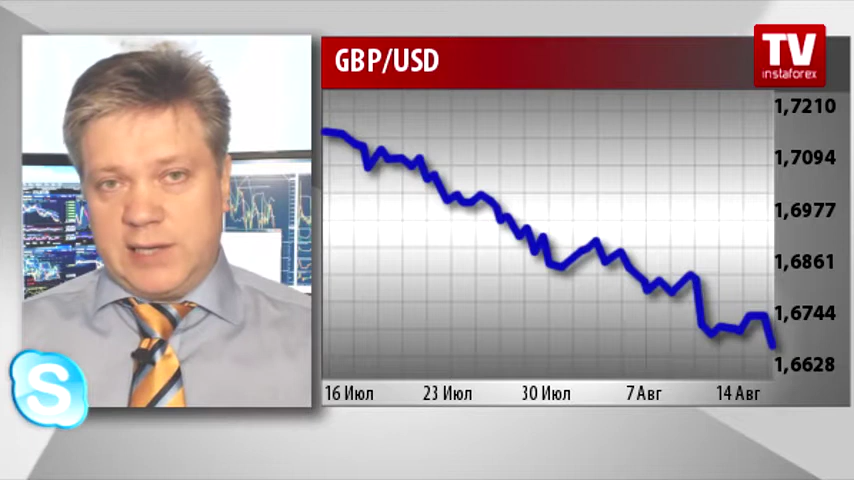 GBP/USD
TV
instaforex
1,7210
1,7094
1,6977
1,6861
1,6744
1,6628
16 Июл 23 Июл 30 Июл 7 Авг 14 Авг
S